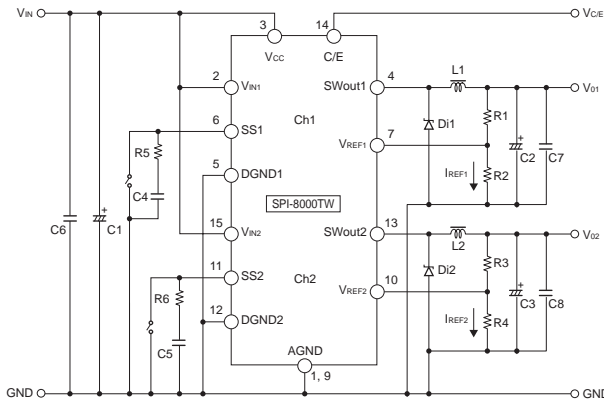 VIN
3
14
VC/E
VCC
C/E
2
VIN1
SWout1
4
L1
V01
Ch1
6
SS1
R5
Di1
R1
7
VREF1
C2
C7
5
DGND1
IREF1
R2
C4
SPI-8000TW
C6
C1
15
VIN2
SWout2
13
L2
V02
11
SS2
Ch2
R6
Di2
R3
10
VREF2
C3
C8
12
DGND2
IREF2
R4
C5
AGND
GND
1, 9
GND
+
+
+